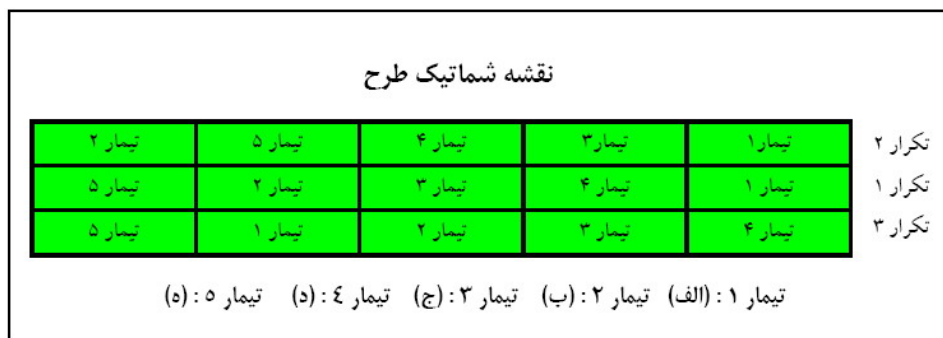 نقشه شماتیک طرح
تکرار ۲ تیمار۱ تیمار۳ تیمار ۴ تیمار ۵ تیمار ۲
تکرار ۱ تیمار ۱ تیمار ۴ تیمار ۳ تیمار ۲ تیمار ۵
تکرار ۳ تیمار ۴ تیمار ۳ تیمار ۲ تیمار ۱ تیمار ۵
تیمار ۱ : (الف) تیمار ۲ : (ب) تیمار ۳ : (ج) تیمار ٤ : (د) تیمار ٥ : (ه)